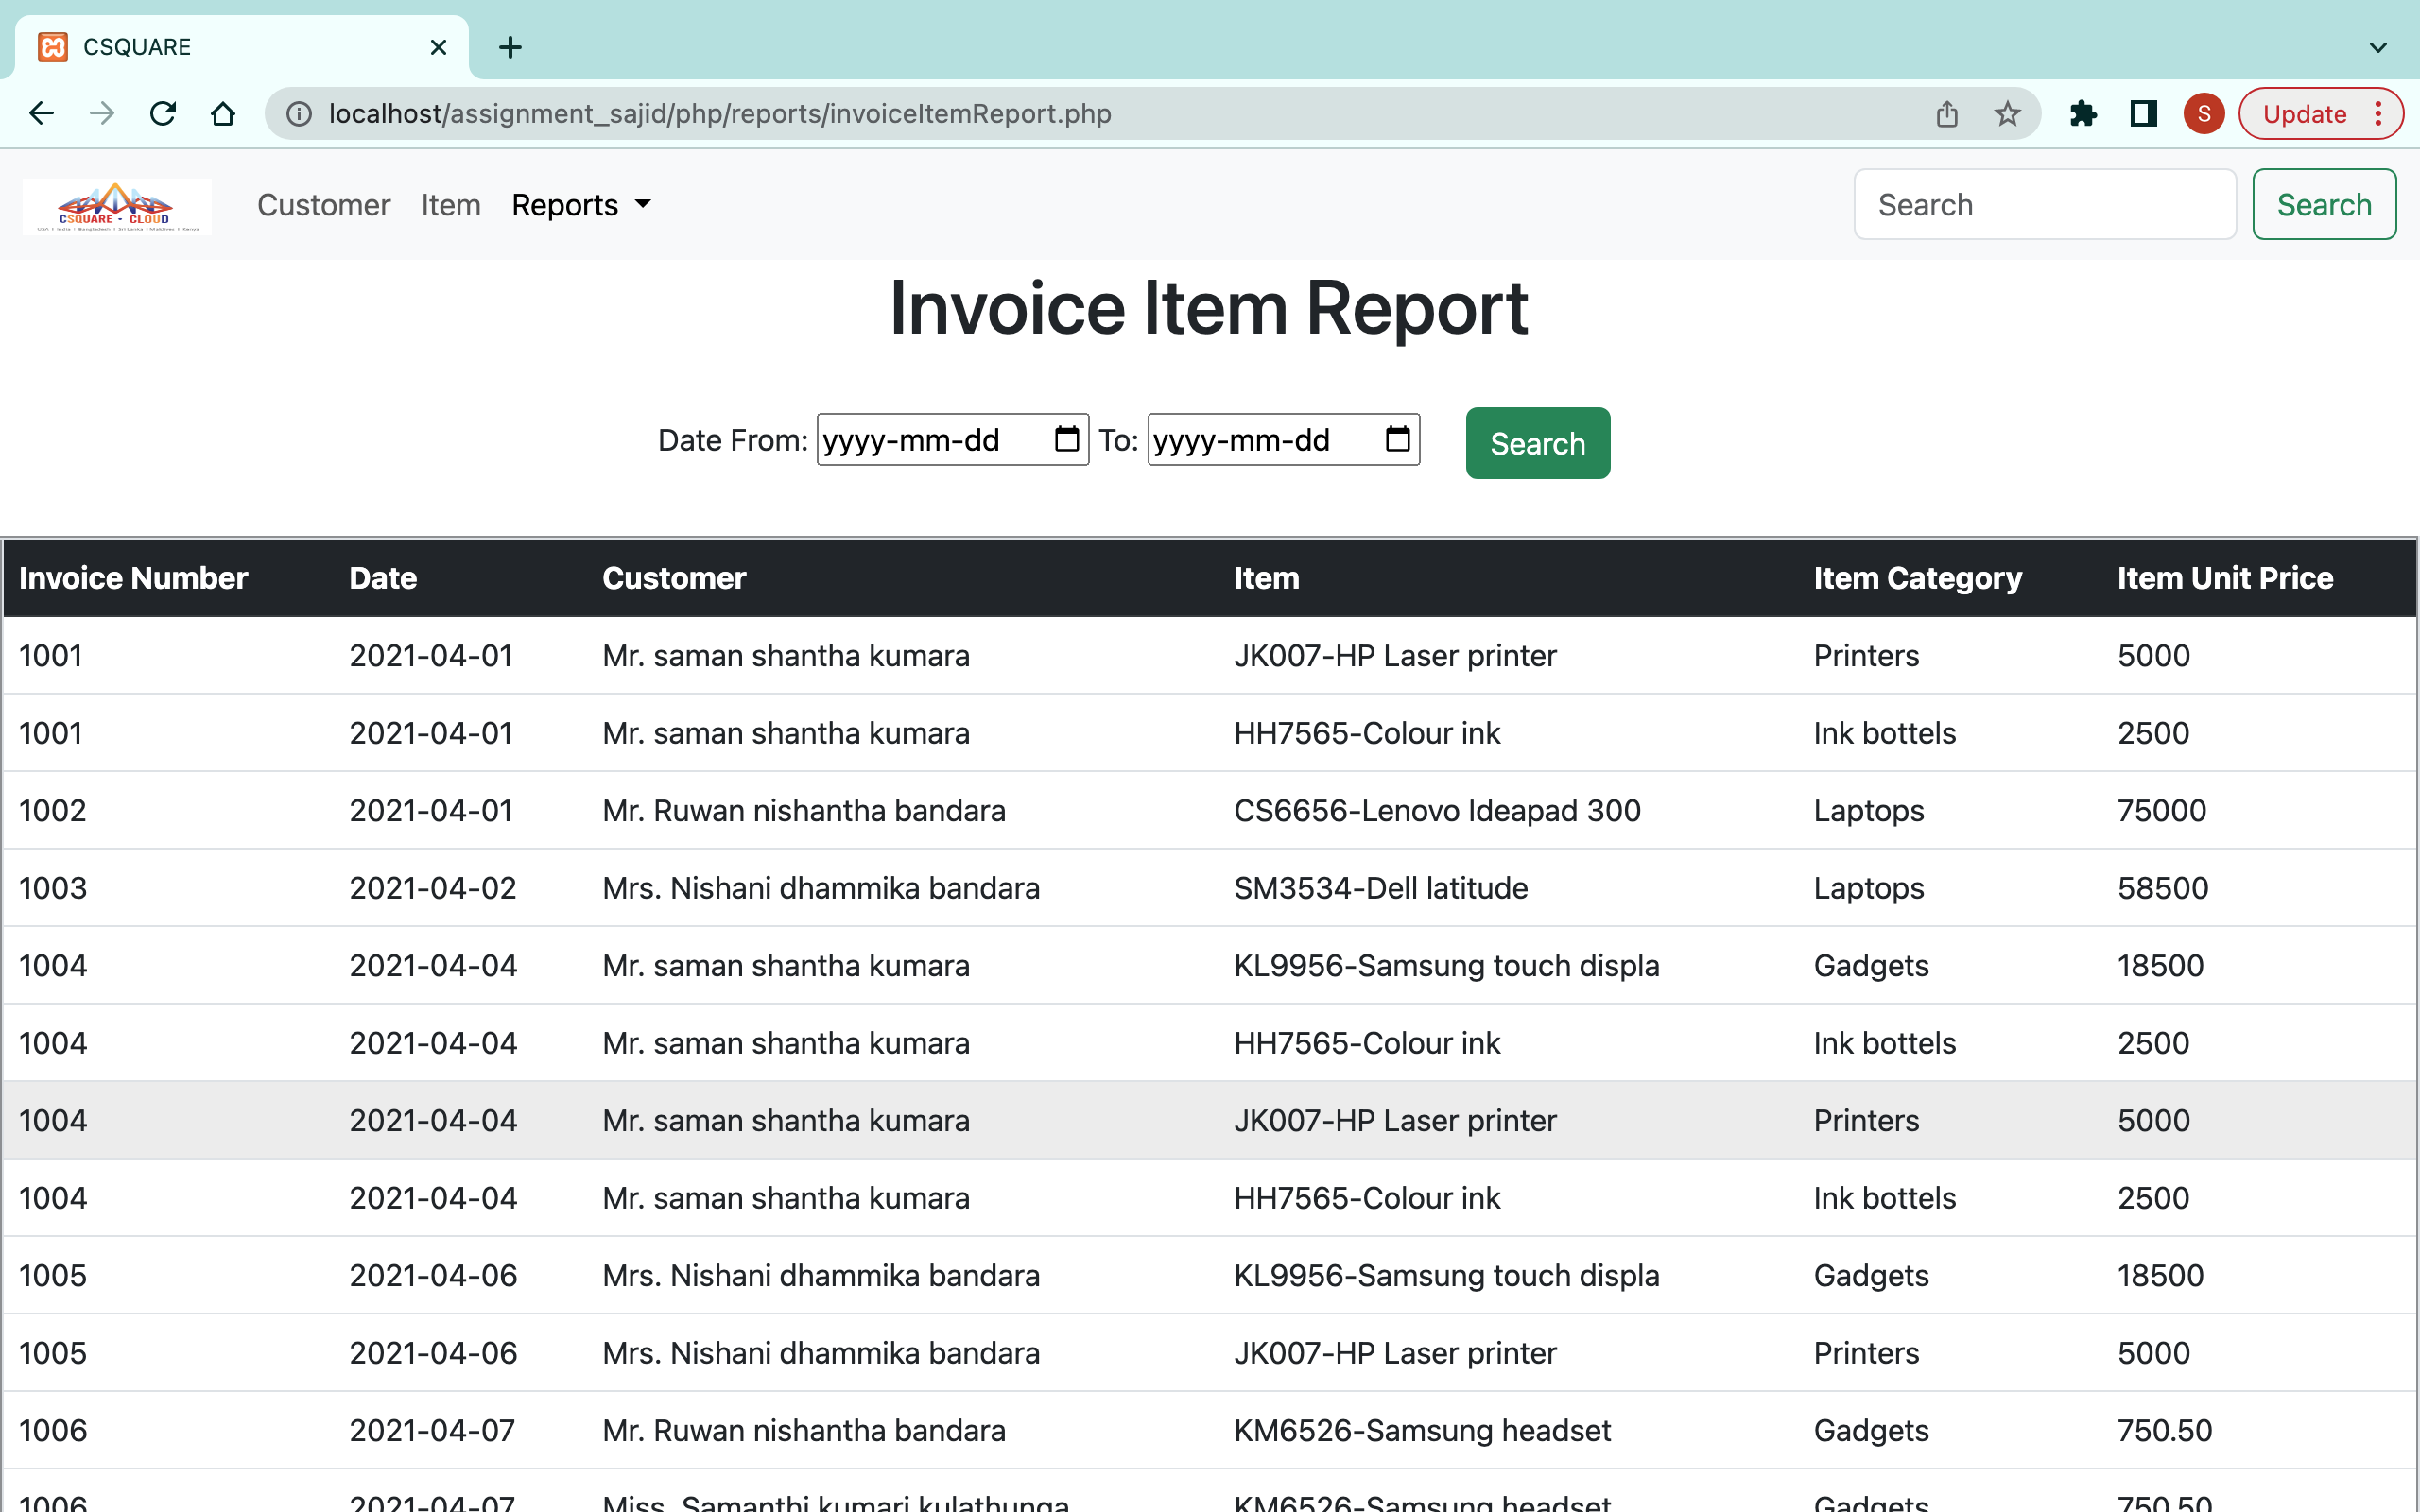 CSQUARE
localhost/assignment_sajid/php/reports/invoiceItemReport.php
S
Update
CSQUARE - CLOUD
Customer Item Reports
Search Search
Invoice Item Report
Date From: yyyy-mm-dd To: yyyy-mm-dd Search
Invoice Number Date Customer Item Item Category Item Unit Price
1001 2021-04-01 Mr. saman shantha kumara JK007-HP Laser printer Printers 5000
1001 2021-04-01 Mr. saman shantha kumara HH7565-Colour ink Ink bottels 2500
1002 2021-04-01 Mr. Ruwan nishantha bandara CS6656-Lenovo Ideapad 300 Laptops 75000
1003 2021-04-02 Mrs. Nishani dhammika bandara SM3534-Dell latitude Laptops 58500
1004 2021-04-04 Mr. saman shantha kumara KL9956-Samsung touch displa Gadgets 18500
1004 2021-04-04 Mr. saman shantha kumara HH7565-Colour ink Ink bottels 2500
1004 2021-04-04 Mr. saman shantha kumara JK007-HP Laser printer Printers 5000
1004 2021-04-04 Mr. saman shantha kumara HH7565-Colour ink Ink bottels 2500
1005 2021-04-06 Mrs. Nishani dhammika bandara KL9956-Samsung touch displa Gadgets 18500
1005 2021-04-06 Mrs. Nishani dhammika bandara JK007-HP Laser printer Printers 5000
1006 2021-04-07 Mr. Ruwan nishantha bandara KM6526-Samsung headset Gadgets 750.50
1006 2021-04-07 Miss. Samanthi kumari kulathunga KM6526-Samsung headset Gadgets 750.50